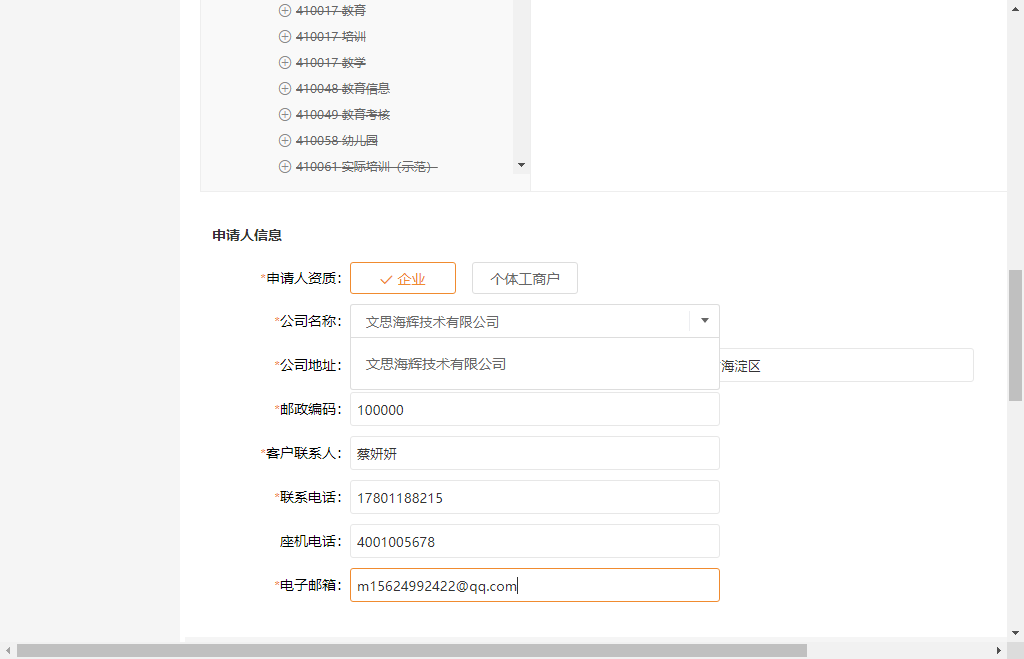 410017 教育
410017 培训
410017 教学
410048 教育信息
410049 教育考核
410058 幼儿园
410061 实际培训（示范）
申请人信息
*申请人资质： 企业 个体工商户
*公司名称： 文思海辉技术有限公司
文思海辉技术有限公司
*公司地址： 海淀区
*邮政编码： 100000
*客户联系人： 蔡妍妍
*联系电话： 17801188215
座机电话： 4001005678
*电子邮箱： m15624992422@qq.com